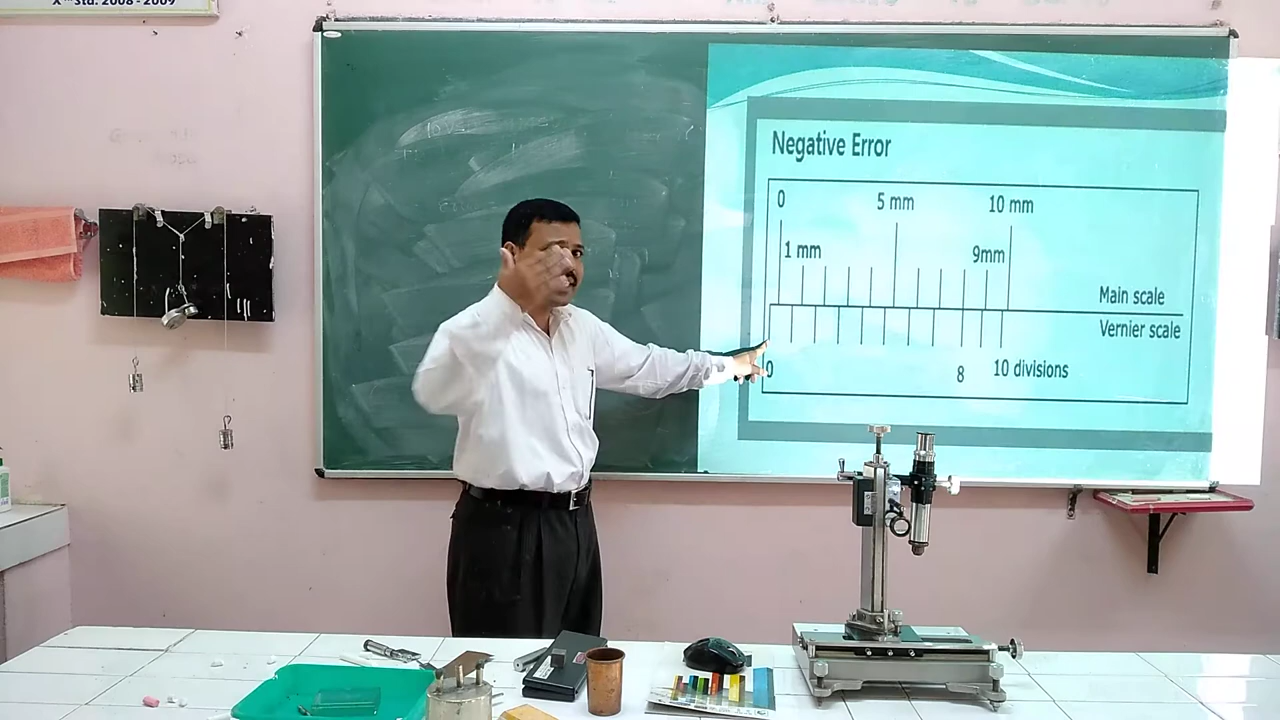 Xth Std. 2008 - 2009
Negative Error
0 5 mm 10 mm
1 mm 9mm
Main scale
Vernier scale
0 8 10 divisions